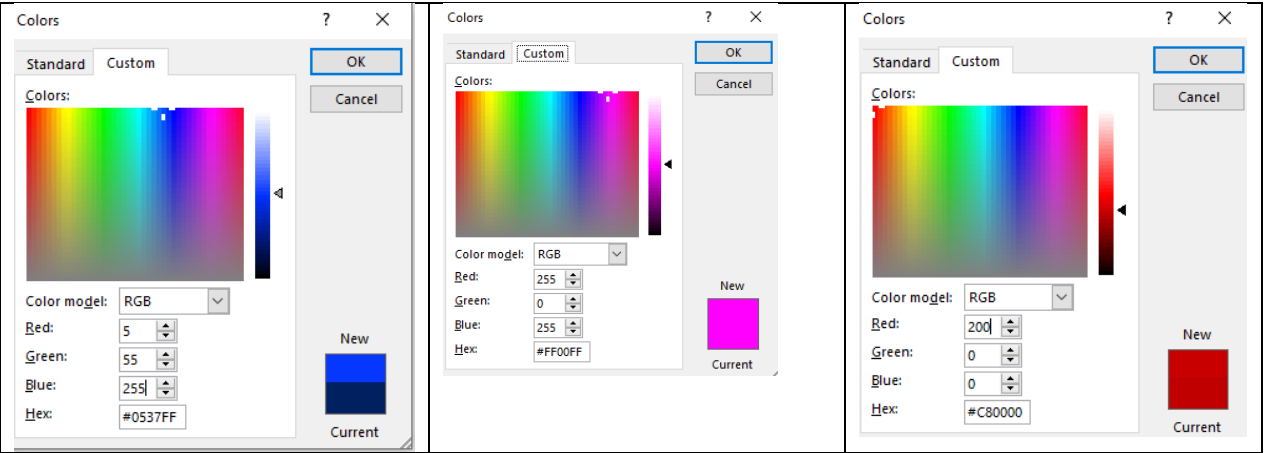 Colors ? ×
Standard Custom OK
Colors: Cancel
Color model: RGB
Red: 5
Green: 55
Blue: 255
Hex: #0537FF
New
Current
Colors ? ×
Standard Custom OK
Colors: Cancel
Color model: RGB
Red: 255
Green: 0
Blue: 255
Hex: #FF00FF
New
Current
Colors ? ×
Standard Custom OK
Colors: Cancel
Color model: RGB
Red: 200
Green: 0
Blue: 0
Hex: #C80000
New
Current